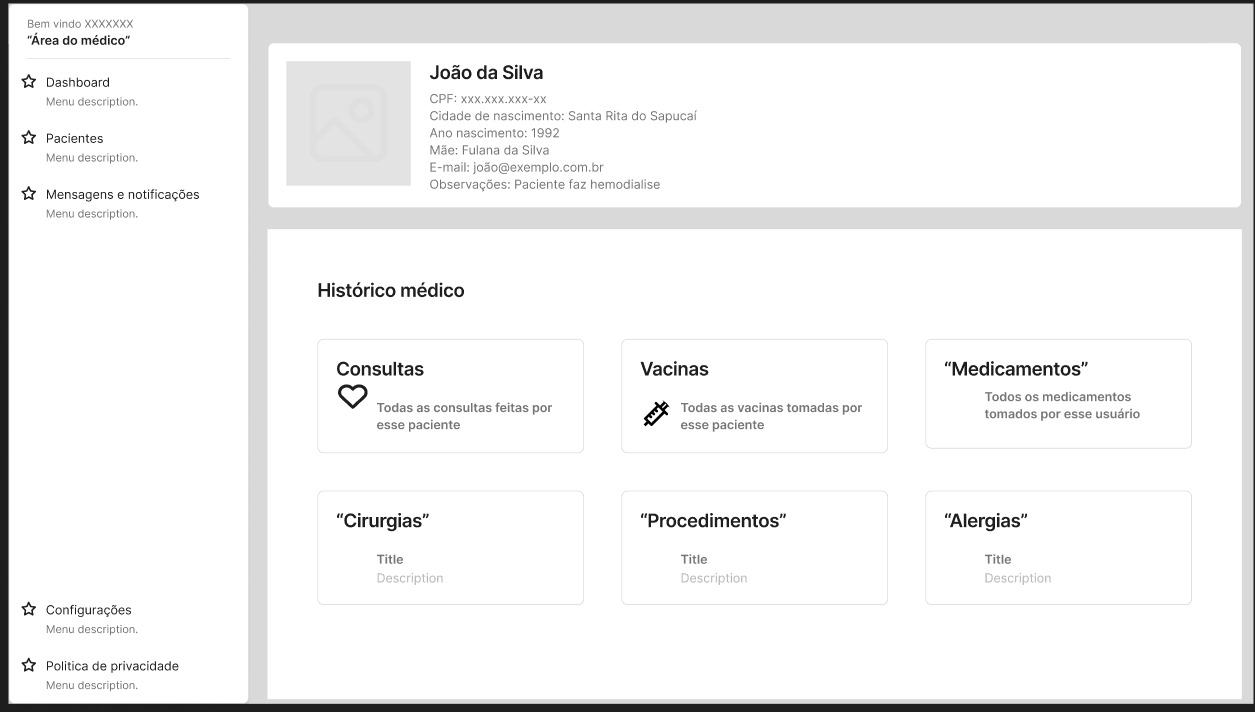 Bem vindo XXXXXXX
“Área do médico”
Dashboard
Menu description.
Pacientes
Menu description.
Mensagens e notificações
Menu description.
Configurações
Menu description.
Politica de privacidade
Menu description.
João da Silva
CPF: xxx.xxx.xxx-xx
Cidade de nascimento: Santa Rita do Sapucaí
Ano nascimento: 1992
Mãe: Fulana da Silva
E-mail: joão@exemplo.com.br
Observações: Paciente faz hemodialise
Histórico médico
Consultas
Todas as consultas feitas por
esse paciente
Vacinas
Todas as vacinas tomadas por
esse paciente
“Medicamentos”
Todos os medicamentos
tomados por esse usuário
“Cirurgias”
Title
Description
“Procedimentos”
Title
Description
“Alergias”
Title
Description